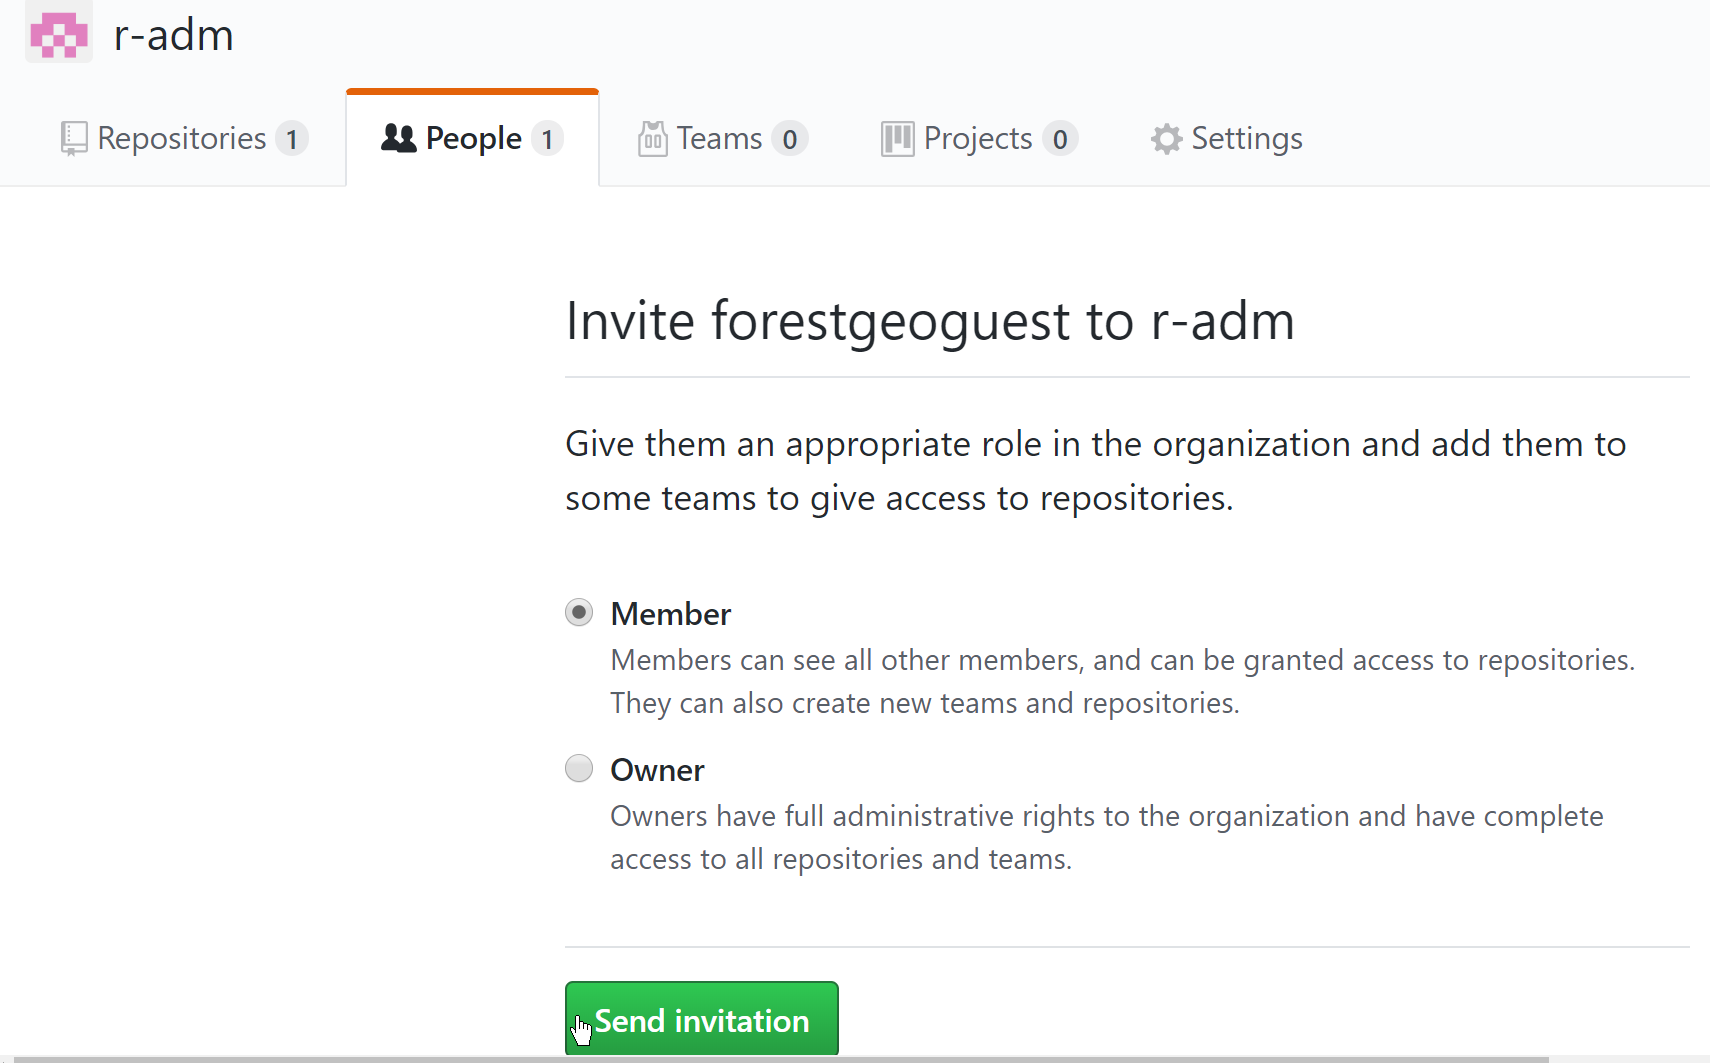 r-adm
Repositories 1 People 1 Teams 0 Projects 0 Settings
Invite forestgeoguest to r-adm
Give them an appropriate role in the organization and add them to
some teams to give access to repositories.
Member
Members can see all other members, and can be granted access to repositories.
They can also create new teams and repositories.
Owner
Owners have full administrative rights to the organization and have complete
access to all repositories and teams.
Send invitation